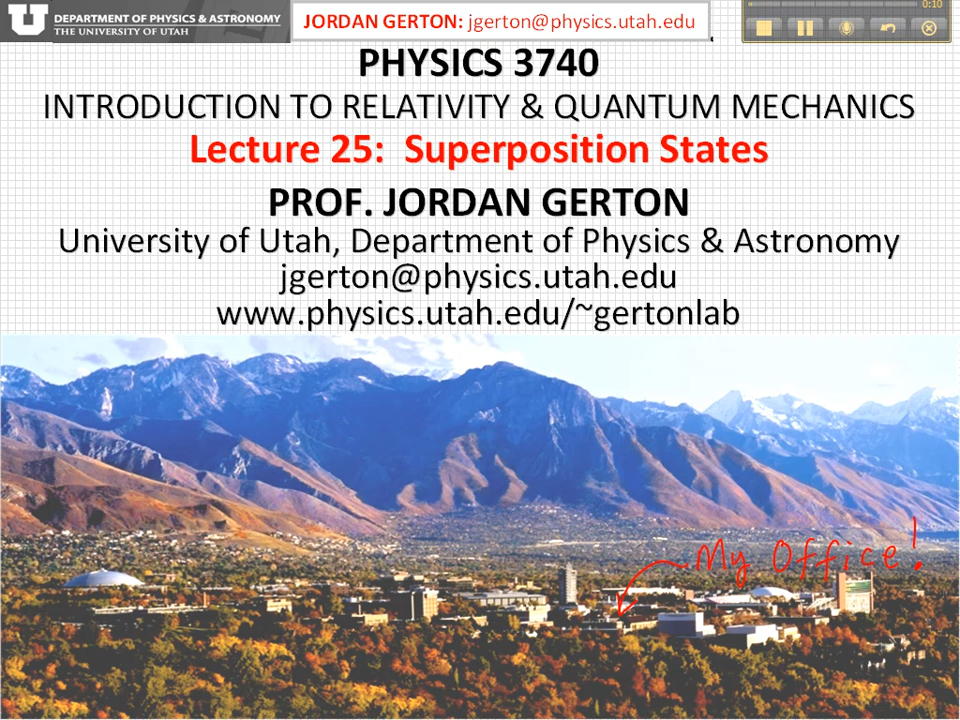 U DEPARTMENT OF PHYSICS & ASTRONOMY
THE UNIVERSITY OF UTAH
JORDAN GERTON: jgerton@physics.utah.edu
0:10
PHYSICS 3740
INTRODUCTION TO RELATIVITY & QUANTUM MECHANICS
Lecture 25: Superposition States
PROF. JORDAN GERTON
University of Utah, Department of Physics & Astronomy
jgerton@physics.utah.edu
www.physics.utah.edu/~gertonlab
My Office!